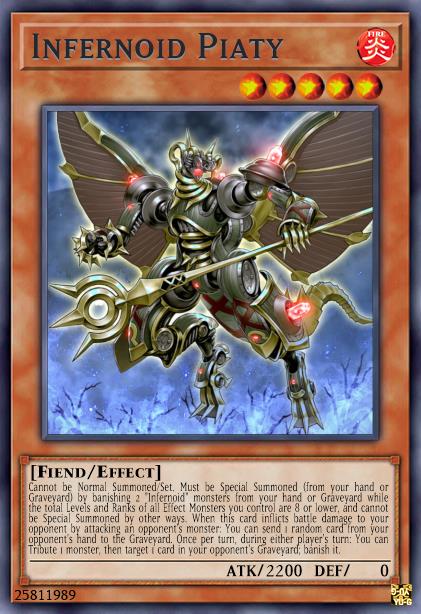 Infernoid Piaty
FIRE
炎
[Fiend/Effect]
Cannot be Normal Summoned/Set. Must be Special Summoned (from your hand or
Graveyard) by banishing 2 "Infernoid" monsters from your hand or Graveyard while
the total Levels and Ranks of all Effect Monsters you control are 8 or lower, and cannot
be Special Summoned by other ways. When this card inflicts battle damage to your
opponent by attacking an opponent's monster: You can send 1 random card from your
opponent's hand to the Graveyard. Once per turn, during either player's turn: You can
Tribute 1 monster, then target 1 card in your opponent's Graveyard; banish it.
ATK/2200 DEF/ 0
25811989